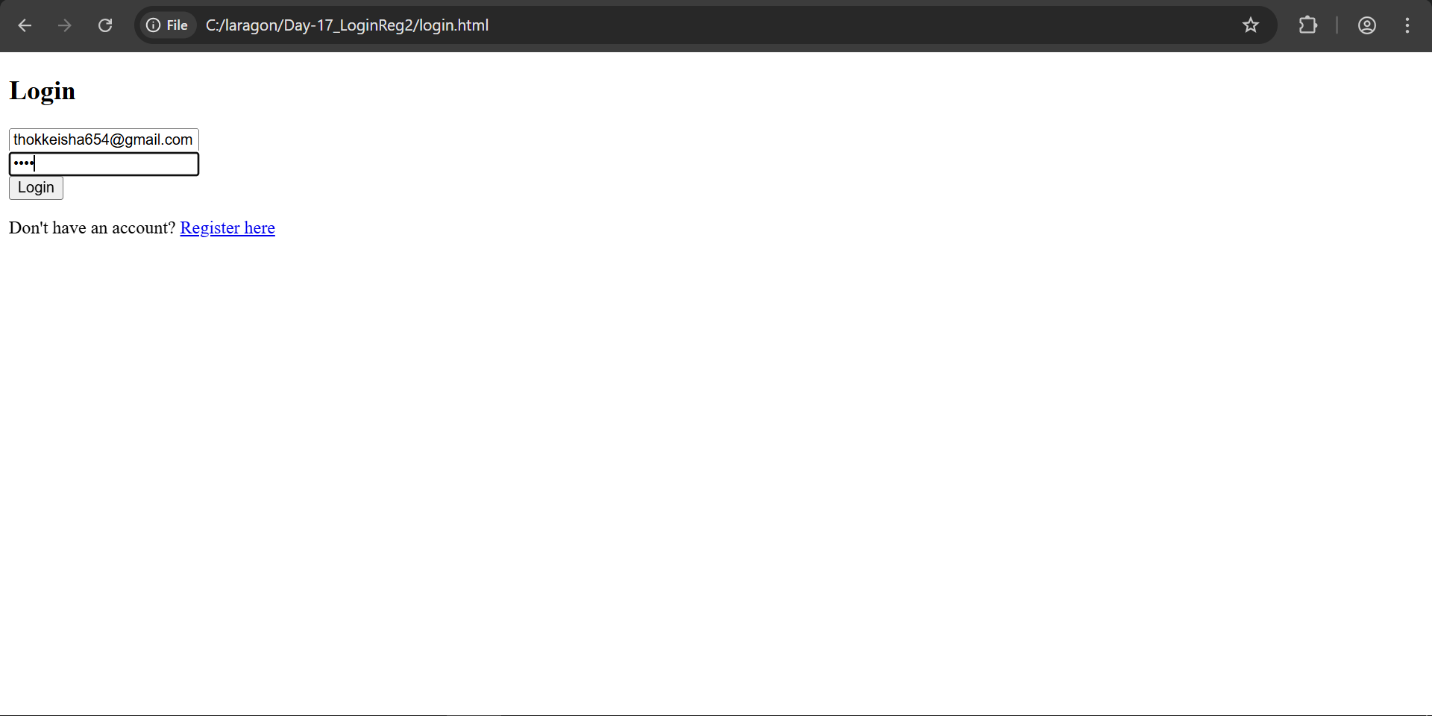 File C:/laragon/Day-17_LoginReg2/login.html
Login
thokkeisha654@gmail.com
••••
Login
Don't have an account? Register here